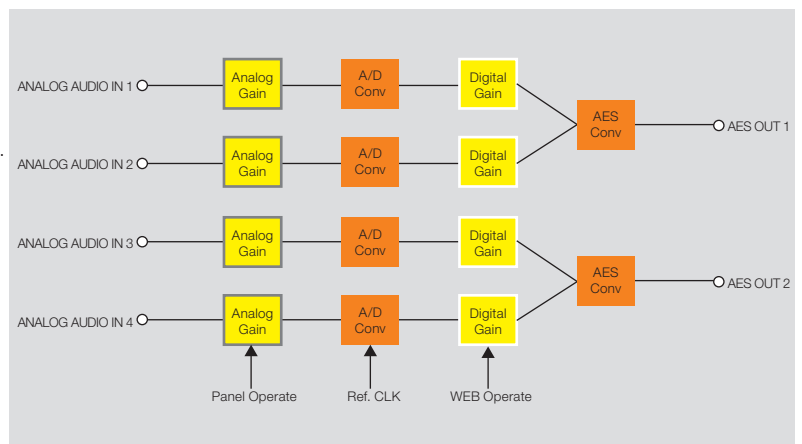 ANALOG AUDIO IN 1
Analog
Gain
A/D
Conv
Digital
Gain
AES
Conv
AES OUT 1
ANALOG AUDIO IN 2
Analog
Gain
A/D
Conv
Digital
Gain
ANALOG AUDIO IN 3
Analog
Gain
A/D
Conv
Digital
Gain
AES
Conv
AES OUT 2
ANALOG AUDIO IN 4
Analog
Gain
A/D
Conv
Digital
Gain
Panel Operate
Ref. CLK
WEB Operate